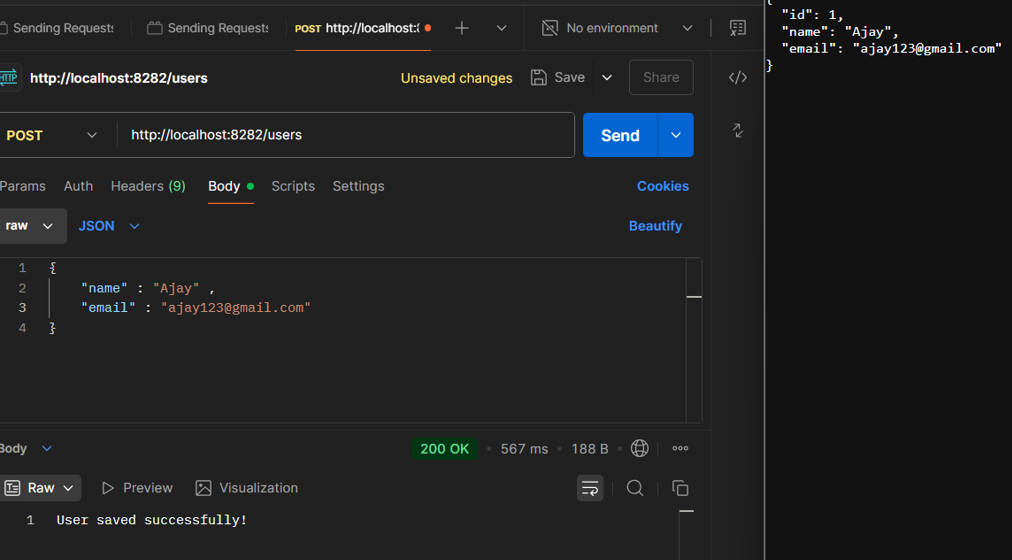 Sending Requests
Sending Requests
POST http://localhost:
No environment
HTTP
http://localhost:8282/users
Unsaved changes
Save
Share
POST
http://localhost:8282/users
Send
Params
Auth
Headers (9)
Body
Scripts
Settings
Cookies
raw
JSON
Beautify
1 {
2 "name" : "Ajay" ,
3 "email" : "ajay123@gmail.com"
4 }
Body
200 OK
567 ms
188 B
Raw
Preview
Visualization
1 User saved successfully!
{
"id": 1,
"name": "Ajay",
"email": "ajay123@gmail.com"
}